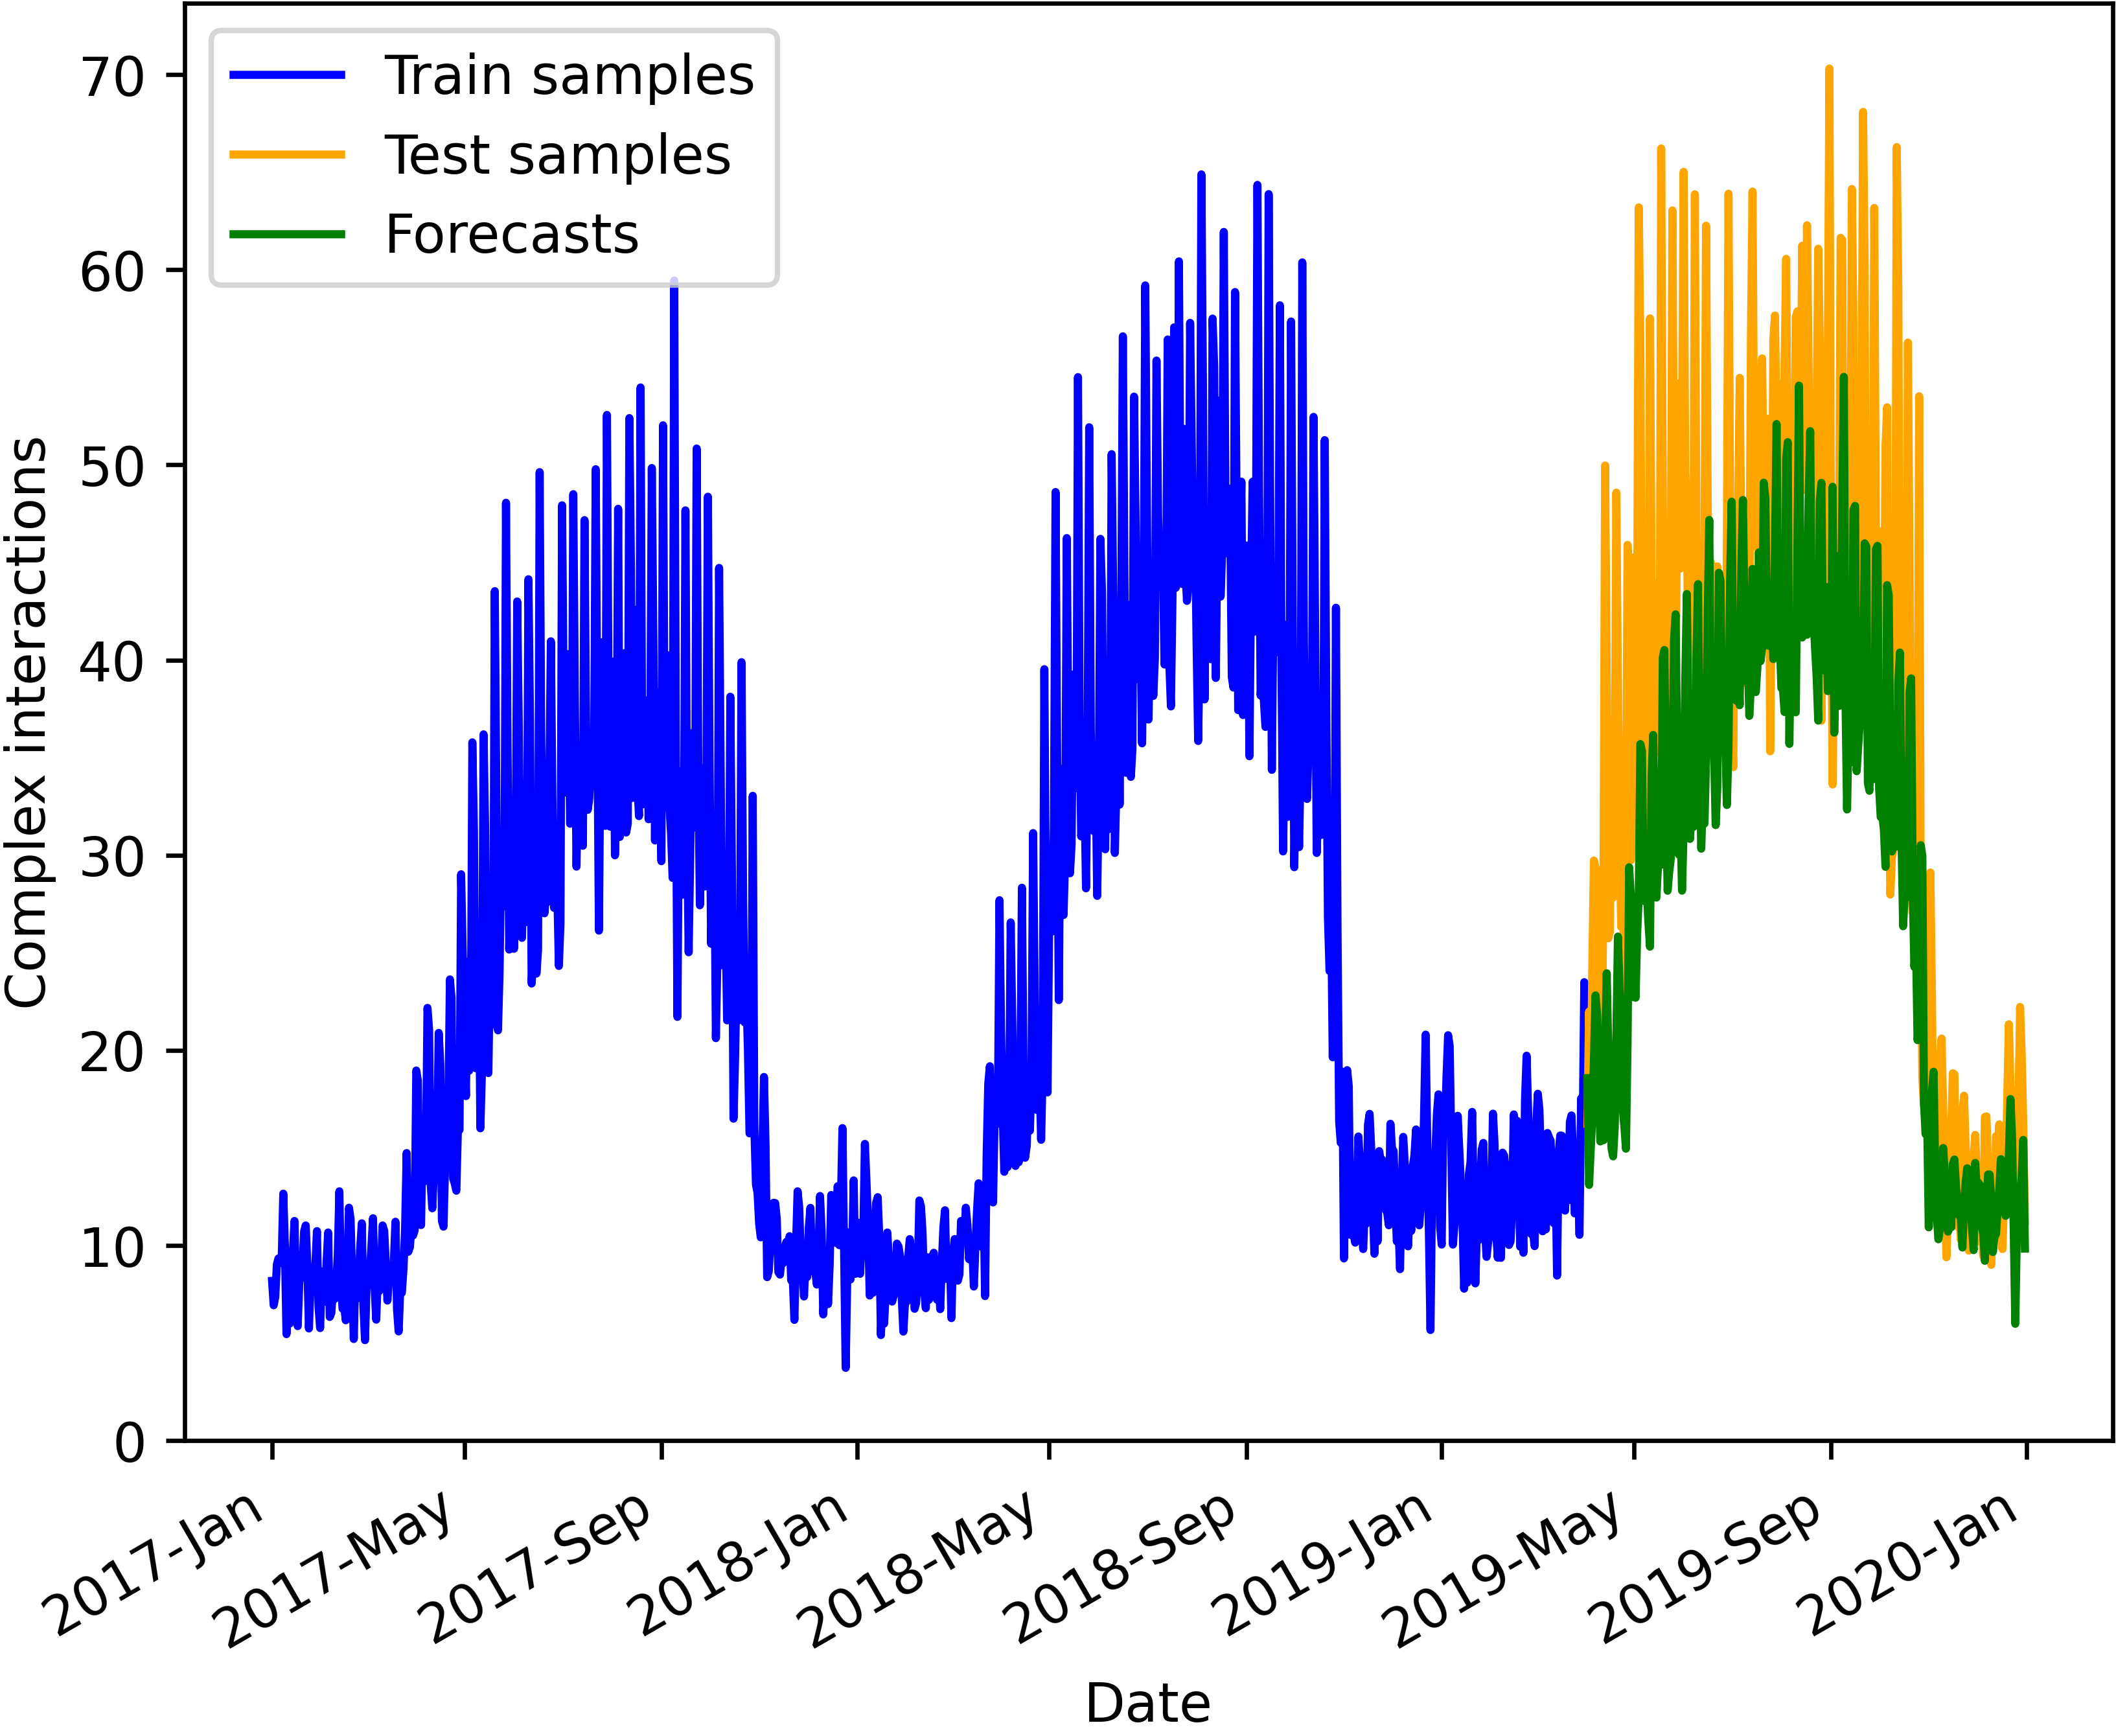 Train samples
Test samples
Forecasts
70
60
50
40
30
20
10
0
Complex interactions
2017-Jan
2017-May
2017-Sep
2018-Jan
2018-May
2018-Sep
2019-Jan
2019-May
2019-Sep
2020-Jan
Date